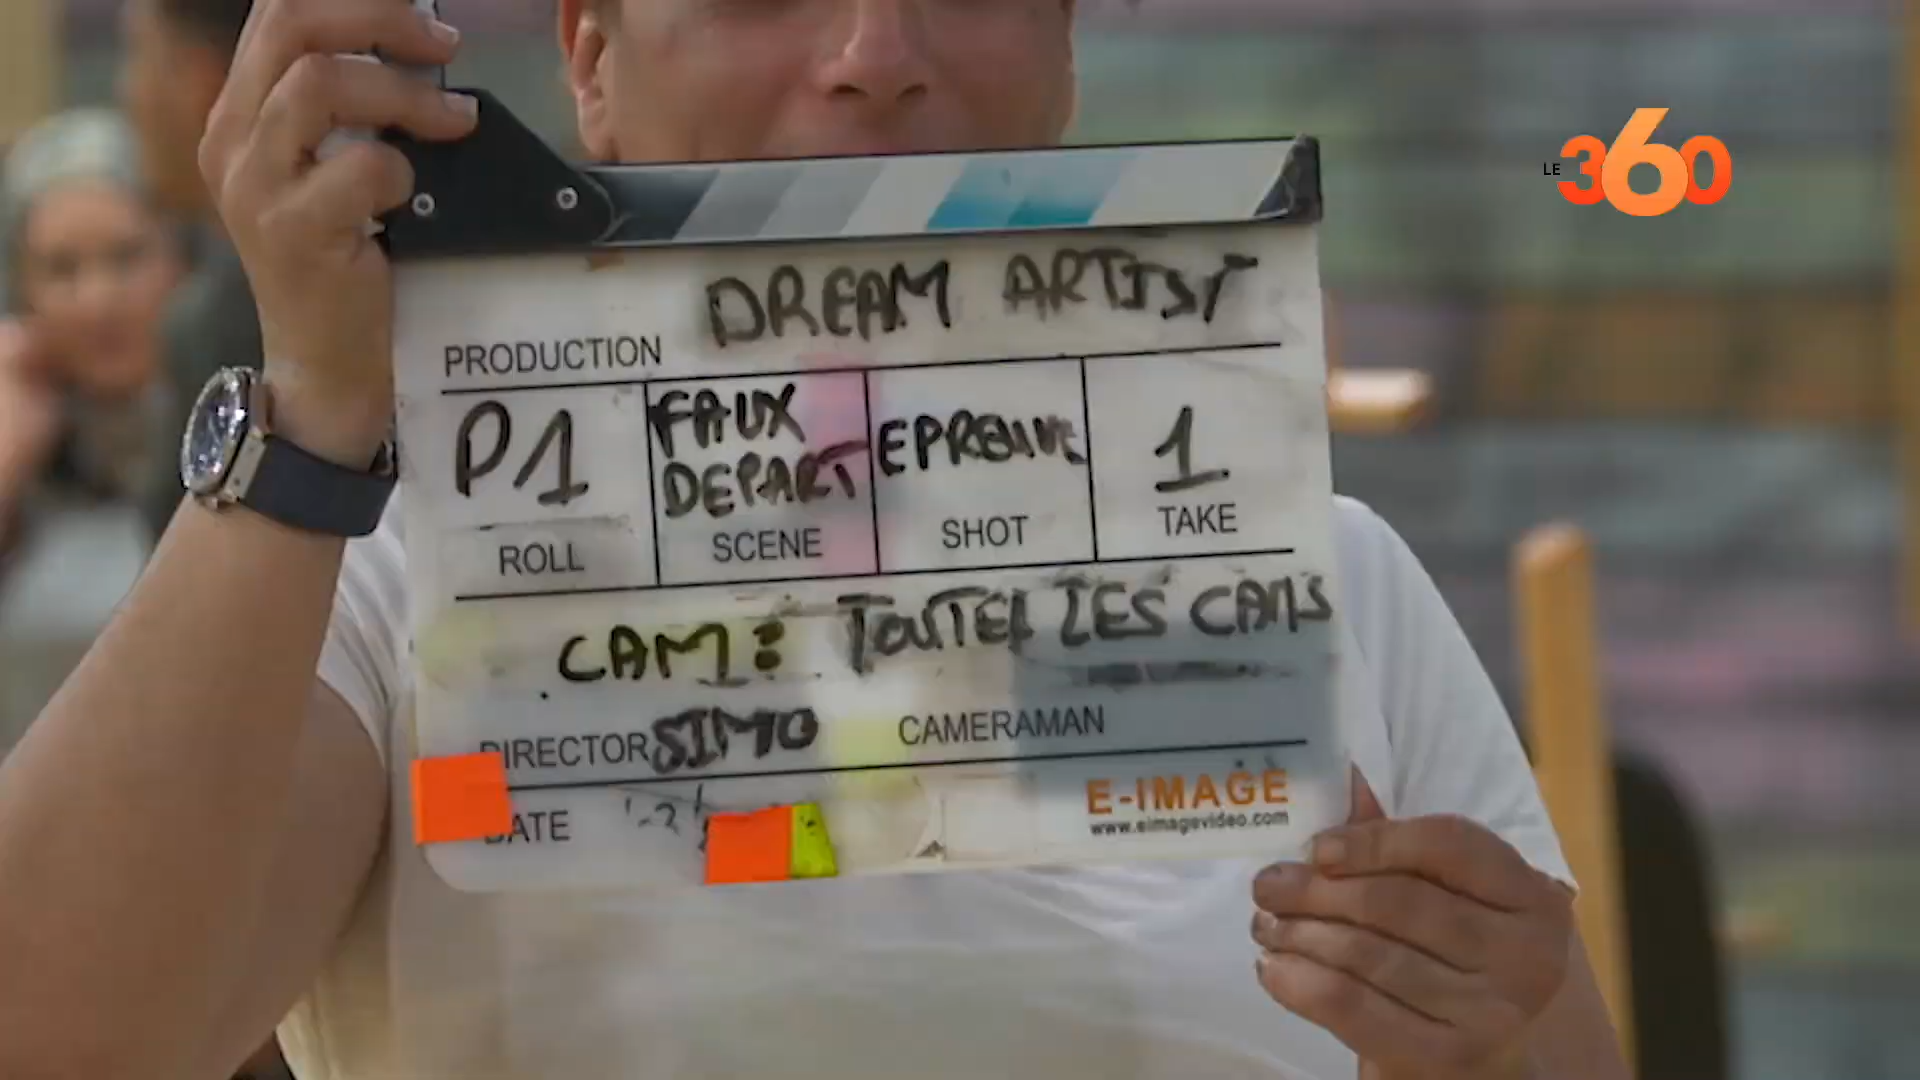 LE 360
DREAM ARTIST
PRODUCTION
P1
FAUX
DEPART
EPREUVE
1
ROLL
SCENE
SHOT
TAKE
CAM: TOUTES LES CAMS
DIRECTOR SIMO
CAMERAMAN
DATE
E-IMAGE
www.eimagevideo.com